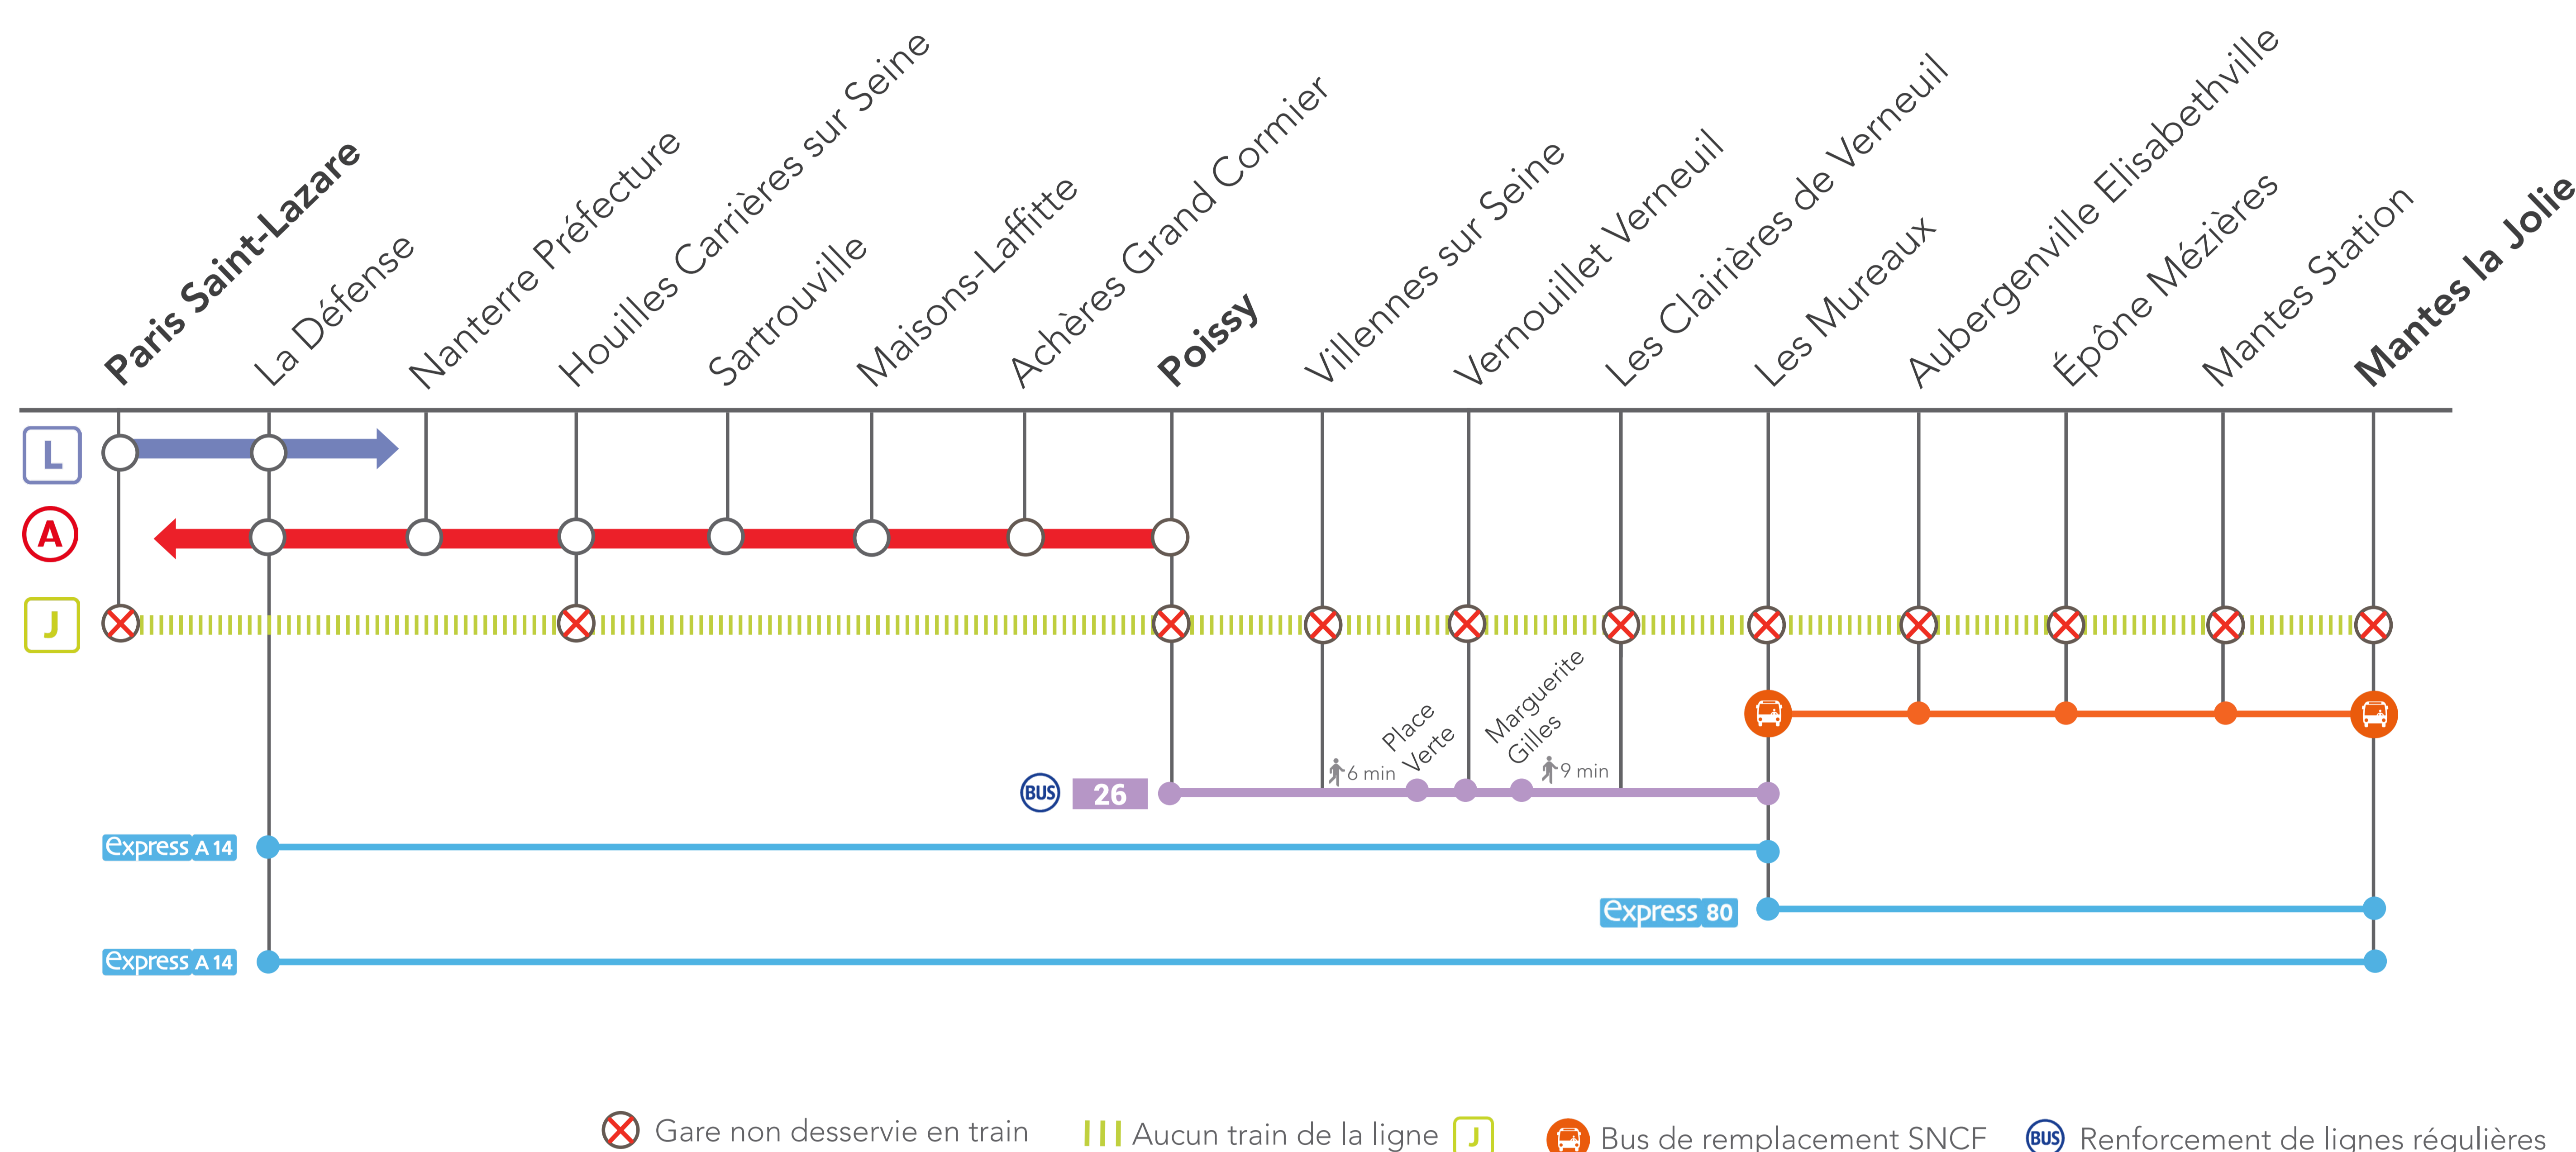 Paris Saint-Lazare
La Défense
Nanterre Préfecture
Houilles Carrières sur Seine
Sartrouville
Maisons-Laffitte
Achères Grand Cormier
Poissy
Villennes sur Seine
Vernouillet Verneuil
Les Clairières de Verneuil
Les Mureaux
Aubergenville Elisabethville
Épône Mézières
Mantes Station
Mantes la Jolie
L
A
J
Place
Verte
Marguerite
Gilles
6 min
9 min
BUS 26
express A 14
express 80
express A 14
Gare non desservie en train
Aucun train de la ligne J
Bus de remplacement SNCF
BUS Renforcement de lignes régulières